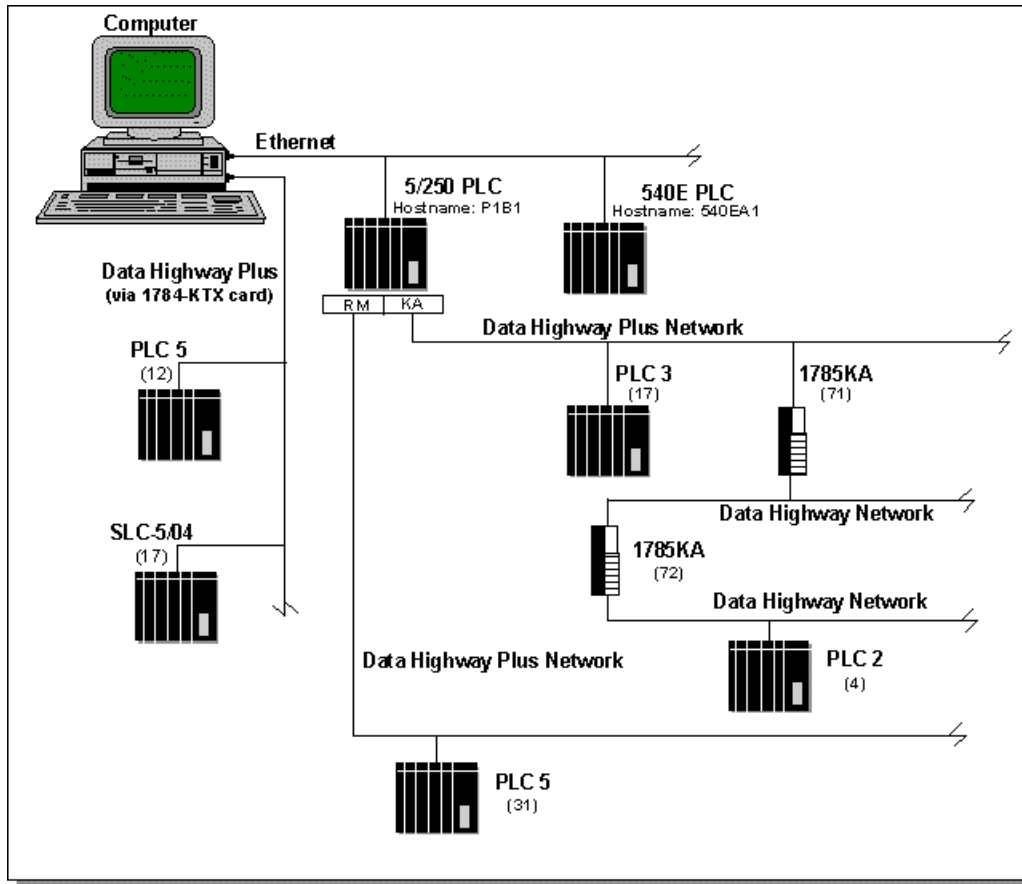 Computer
Ethernet
5/250 PLC
Hostname: P1B1
540E PLC
Hostname: 540EA1
Data Highway Plus
(via 1784-KTX card)
RM
KA
Data Highway Plus Network
PLC 5
(12)
PLC 3
(17)
1785KA
(71)
Data Highway Network
SLC-5/04
(17)
1785KA
(72)
Data Highway Network
Data Highway Plus Network
PLC 2
(4)
PLC 5
(31)